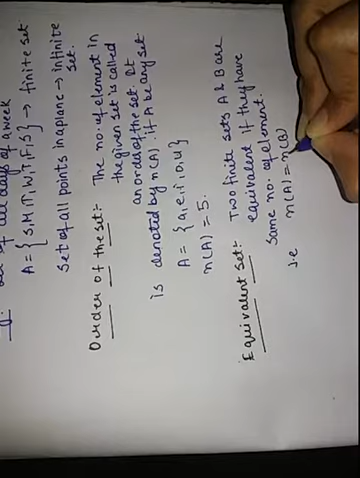 of all days of a week
A = {S,M,T,W,T,F,S} → finite set
Set of all points in a plane → infinite
set.
Order of the set:- The no. of element in
the given set is called
an order of the set. It
is denoted by n(A) if A be any set
A = {a,e,i,o,u}
n(A) = 5.
Equivalent set:- Two finite sets A & B are
equivalent if they have
same no. of element.
i.e n(A) = n(B)